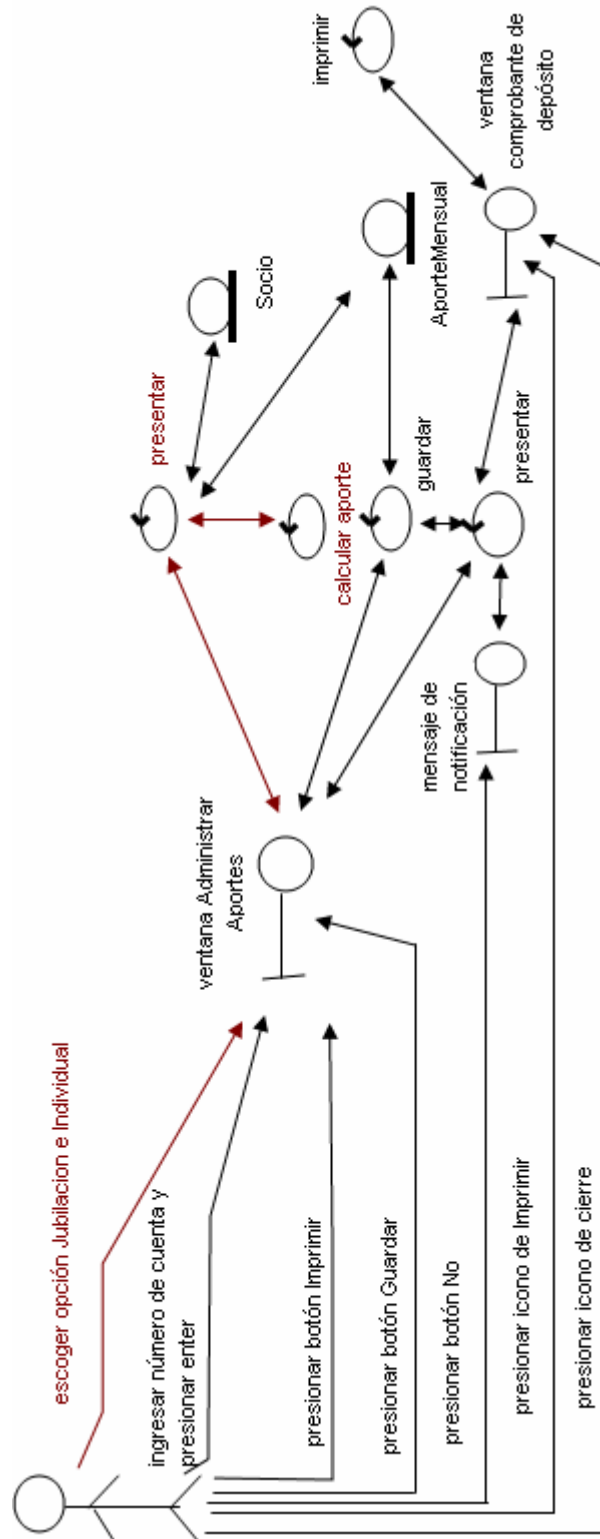 escoger opción Jubilacion e Individual
ingresar número de cuenta y
presionar enter
presionar botón Imprimir
presionar botón Guardar
presionar botón No
presionar icono de Imprimir
presionar icono de cierre
ventana Administrar
Aportes
mensaje de
notificación
presentar
calcular aporte
guardar
presentar
Socio
AporteMensual
ventana
comprobante de
depósito
imprimir